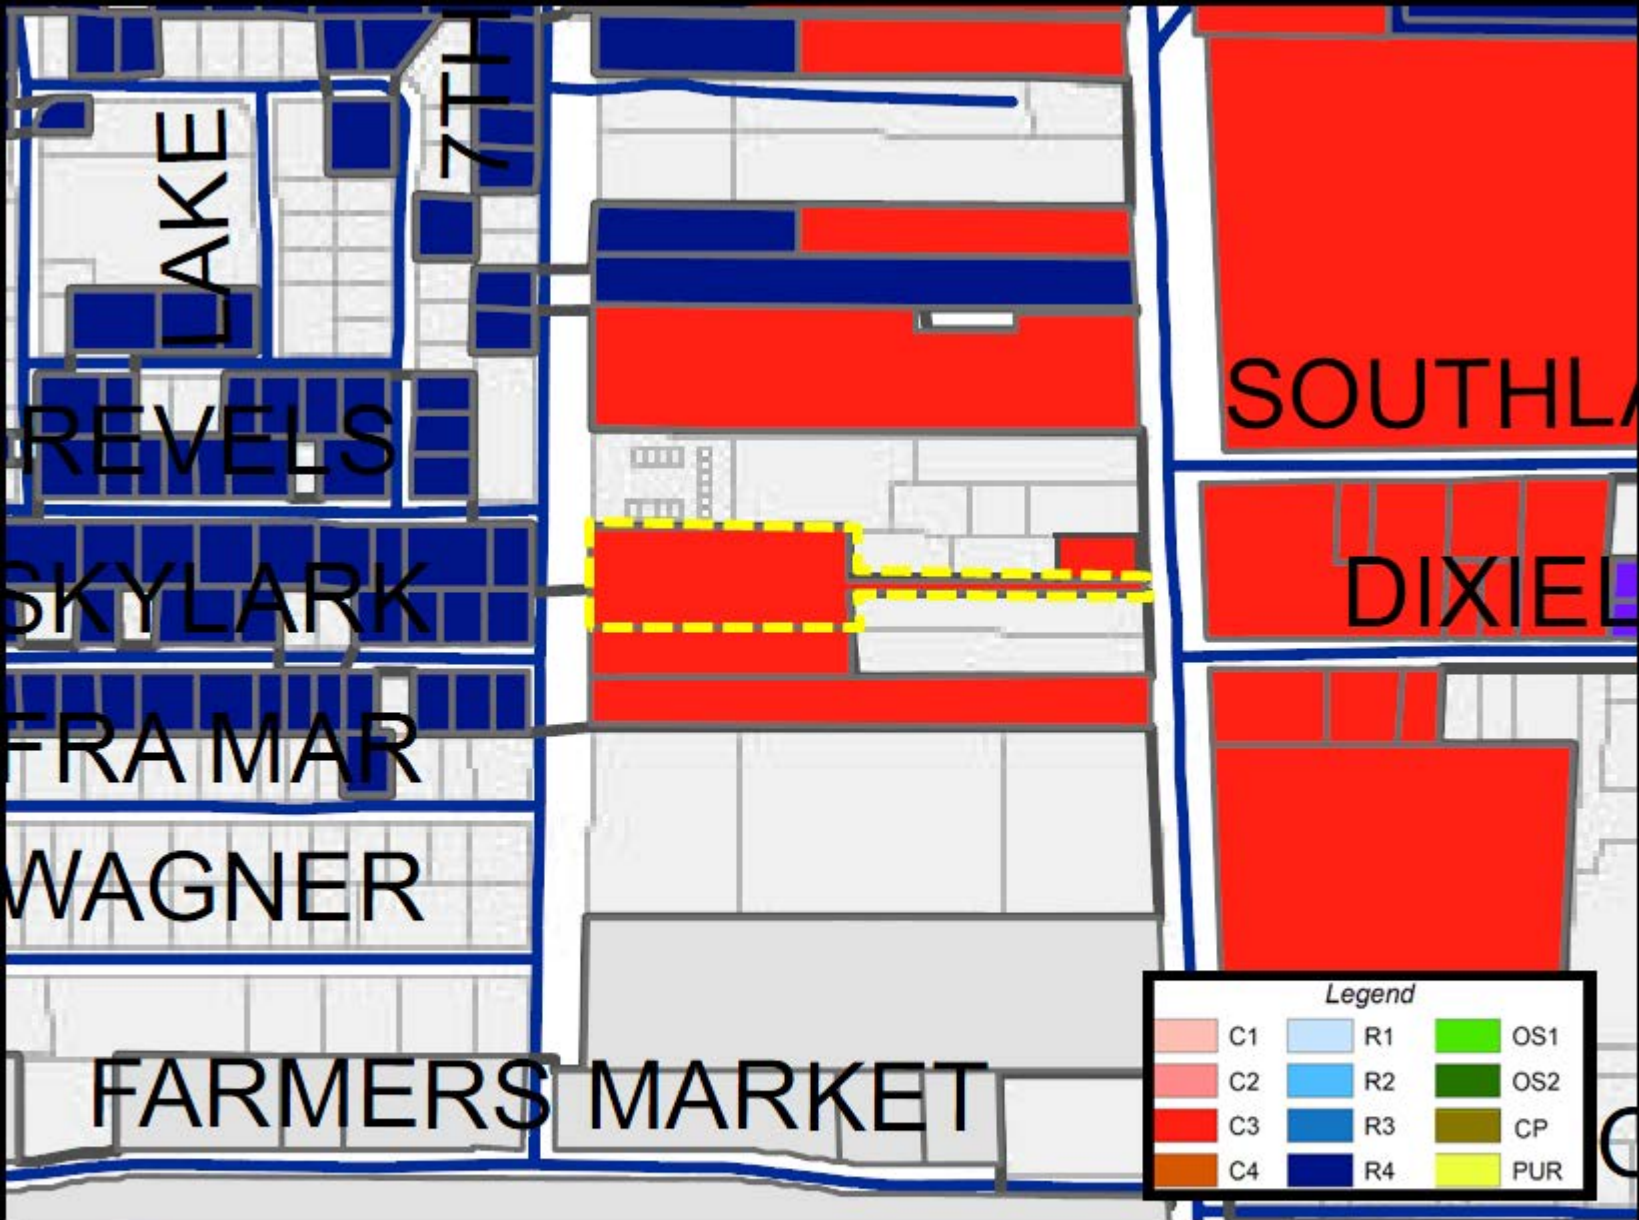 7TH
LAKE
SOUTHLA
REVELS
SKYLARK
DIXIEL
FRA MAR
WAGNER
FARMERS MARKET
Legend
C1 R1 OS1
C2 R2 OS2
C3 R3 CP
C4 R4 PUR